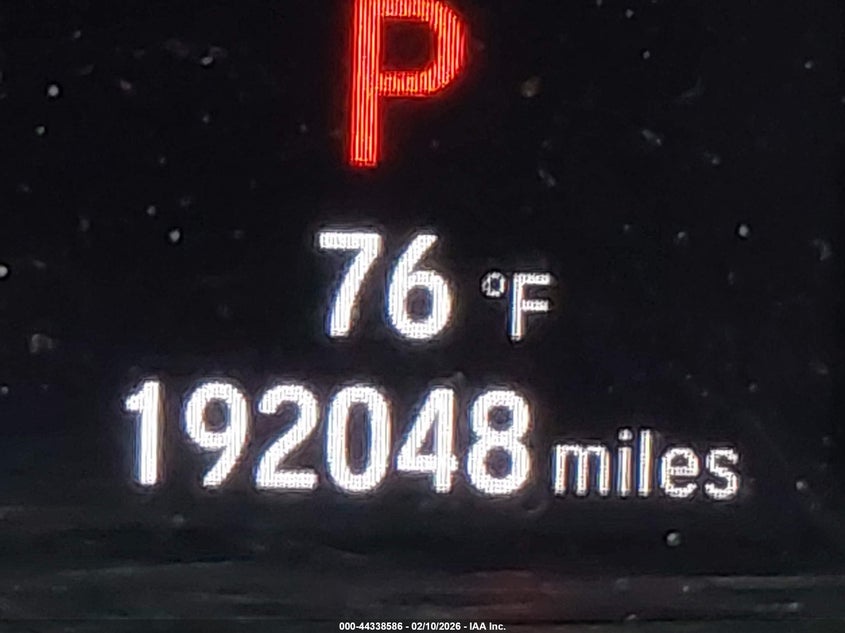 P
76 °F
192048 miles
000-44338586 - 02/10/2026 - IAA Inc.